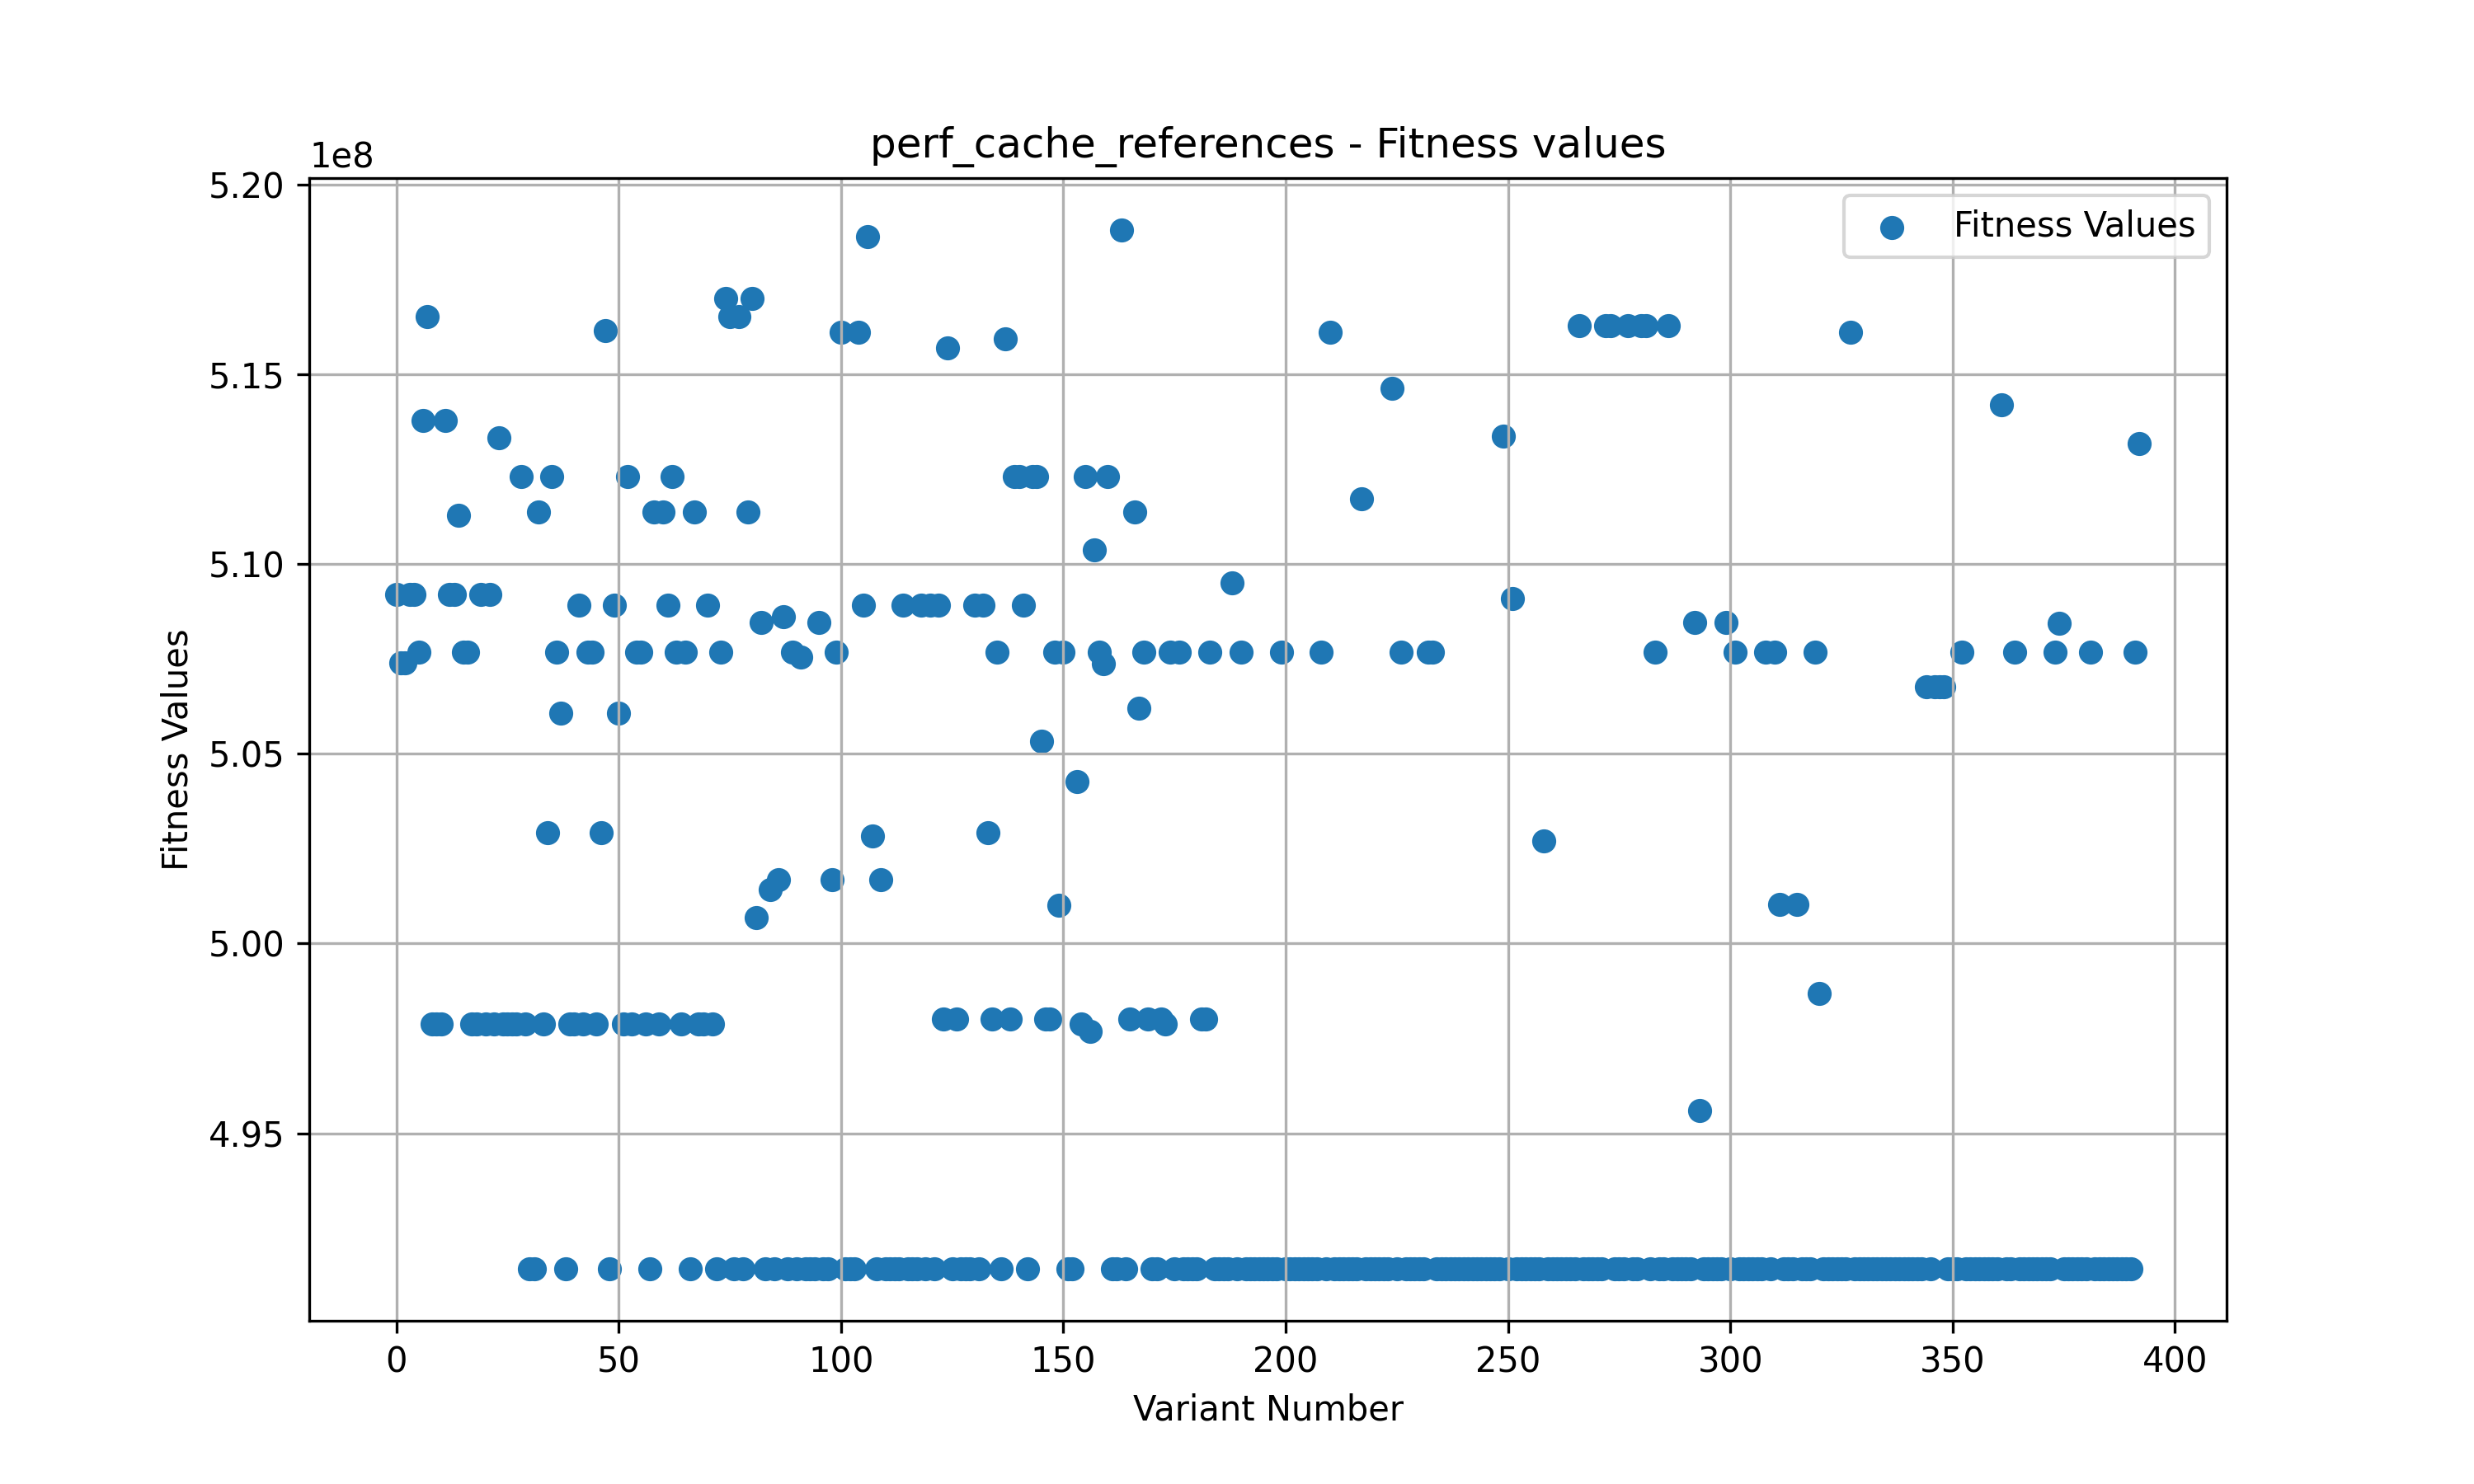 perf_cache_references - Fitness values
1e8
5.20
Fitness Values
5.15
5.10
5.05
5.00
4.95
Fitness Values
0 50 100 150 200 250 300 350 400
Variant Number